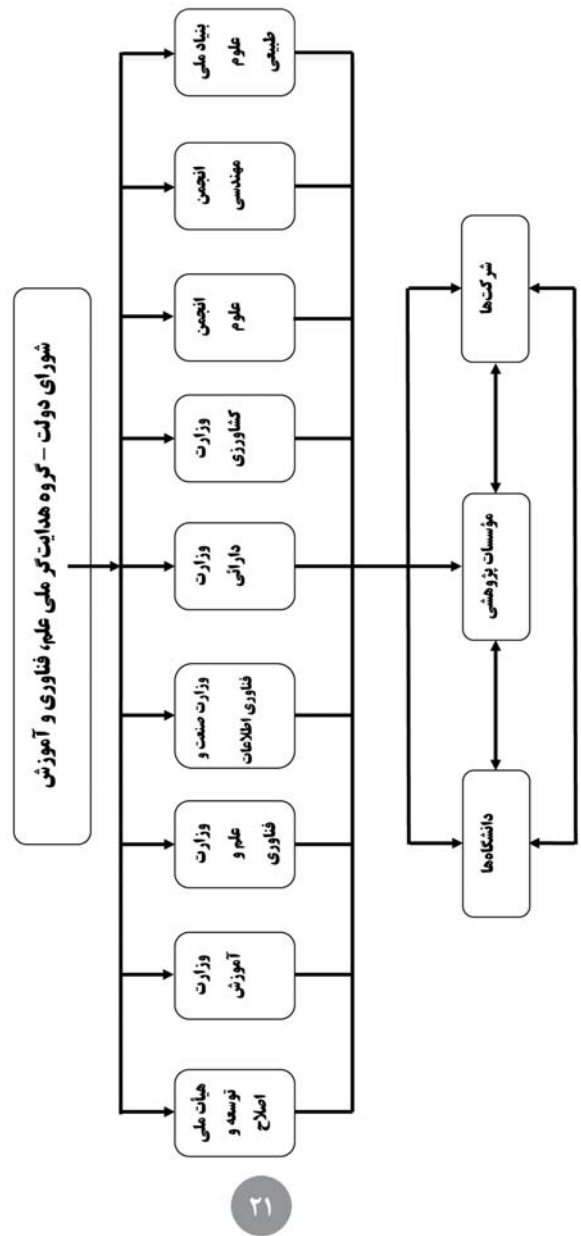 شورای دولت – گروه هدایت‌گر ملی علم، فناوری و آموزش
بنیاد ملی
علوم
طبیعی
انجمن
مهندسی
انجمن
علوم
وزارت
کشاورزی
وزارت
دارائی
وزارت صنعت و
فناوری اطلاعات
وزارت
علم و
فناوری
وزارت
آموزش
هیأت ملی
توسعه و
اصلاح
شرکت‌ها
مؤسسات پژوهشی
دانشگاه‌ها
۲۱